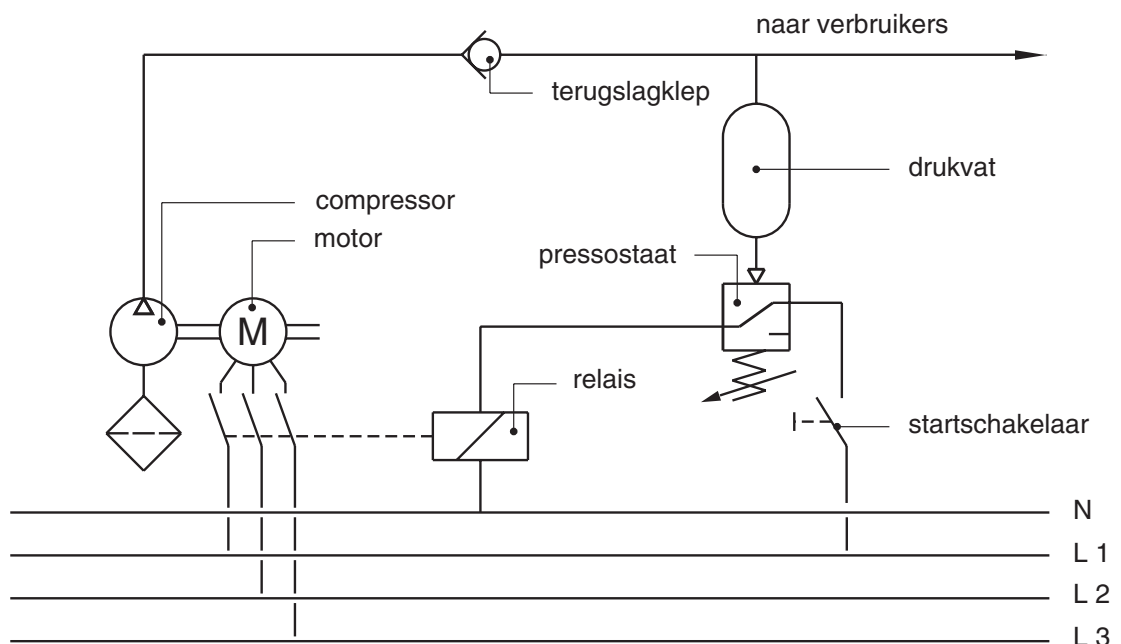 naar verbruikers
terugslagklep
drukvat
compressor
motor
pressostaat
M
relais
startschakelaar
N
L 1
L 2
L 3